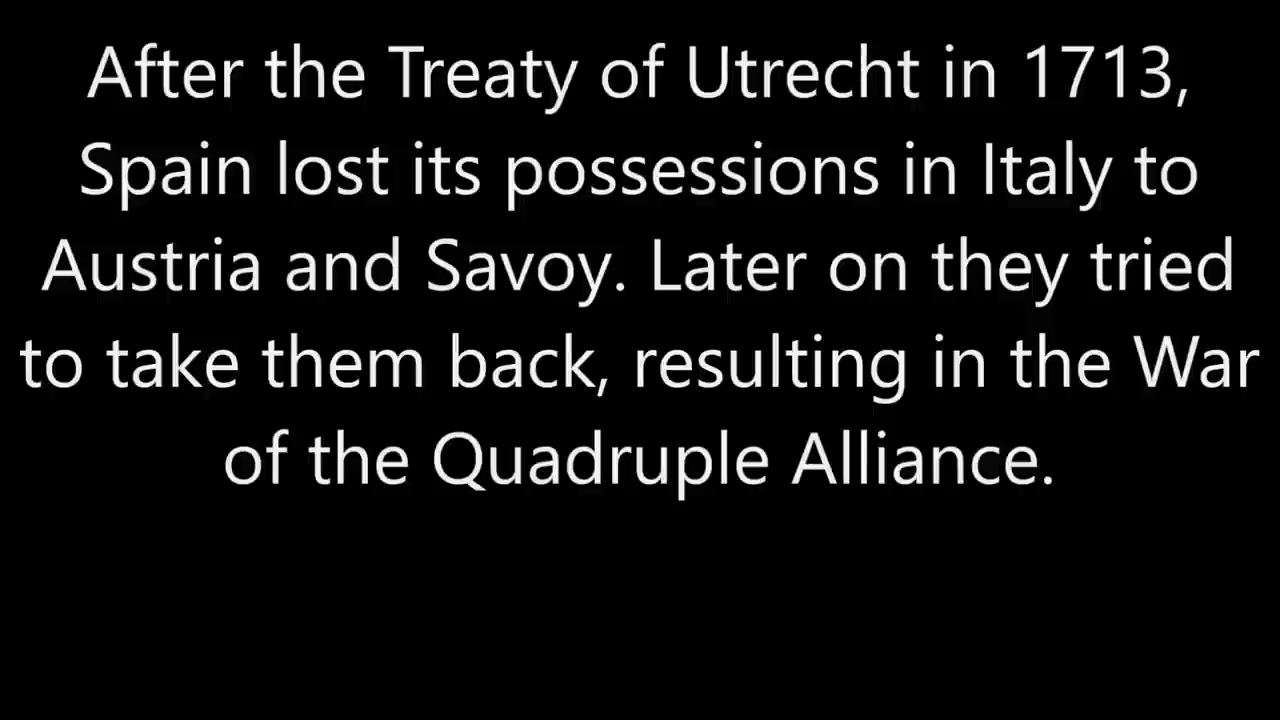 After the Treaty of Utrecht in 1713,
Spain lost its possessions in Italy to
Austria and Savoy. Later on they tried
to take them back, resulting in the War
of the Quadruple Alliance.